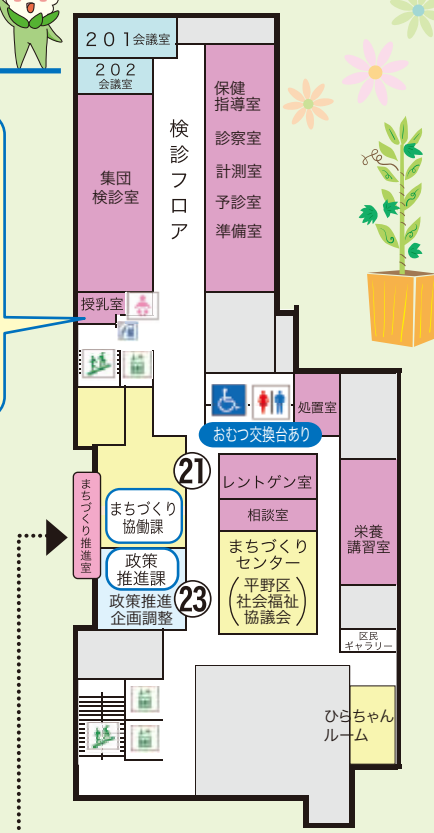 201会議室
202
会議室
集団
検診室
検診フロア
保健
指導室
診察室
計測室
予診室
準備室
授乳室
処置室
おむつ交換台あり
21
レントゲン室
相談室
まちづくり推進室
まちづくり
協働課
まちづくり
センター
(平野区
社会福祉
協議会)
栄養
講習室
政策
推進課
23
政策推進
企画調整
区民
ギャラリー
ひらちゃん
ルーム